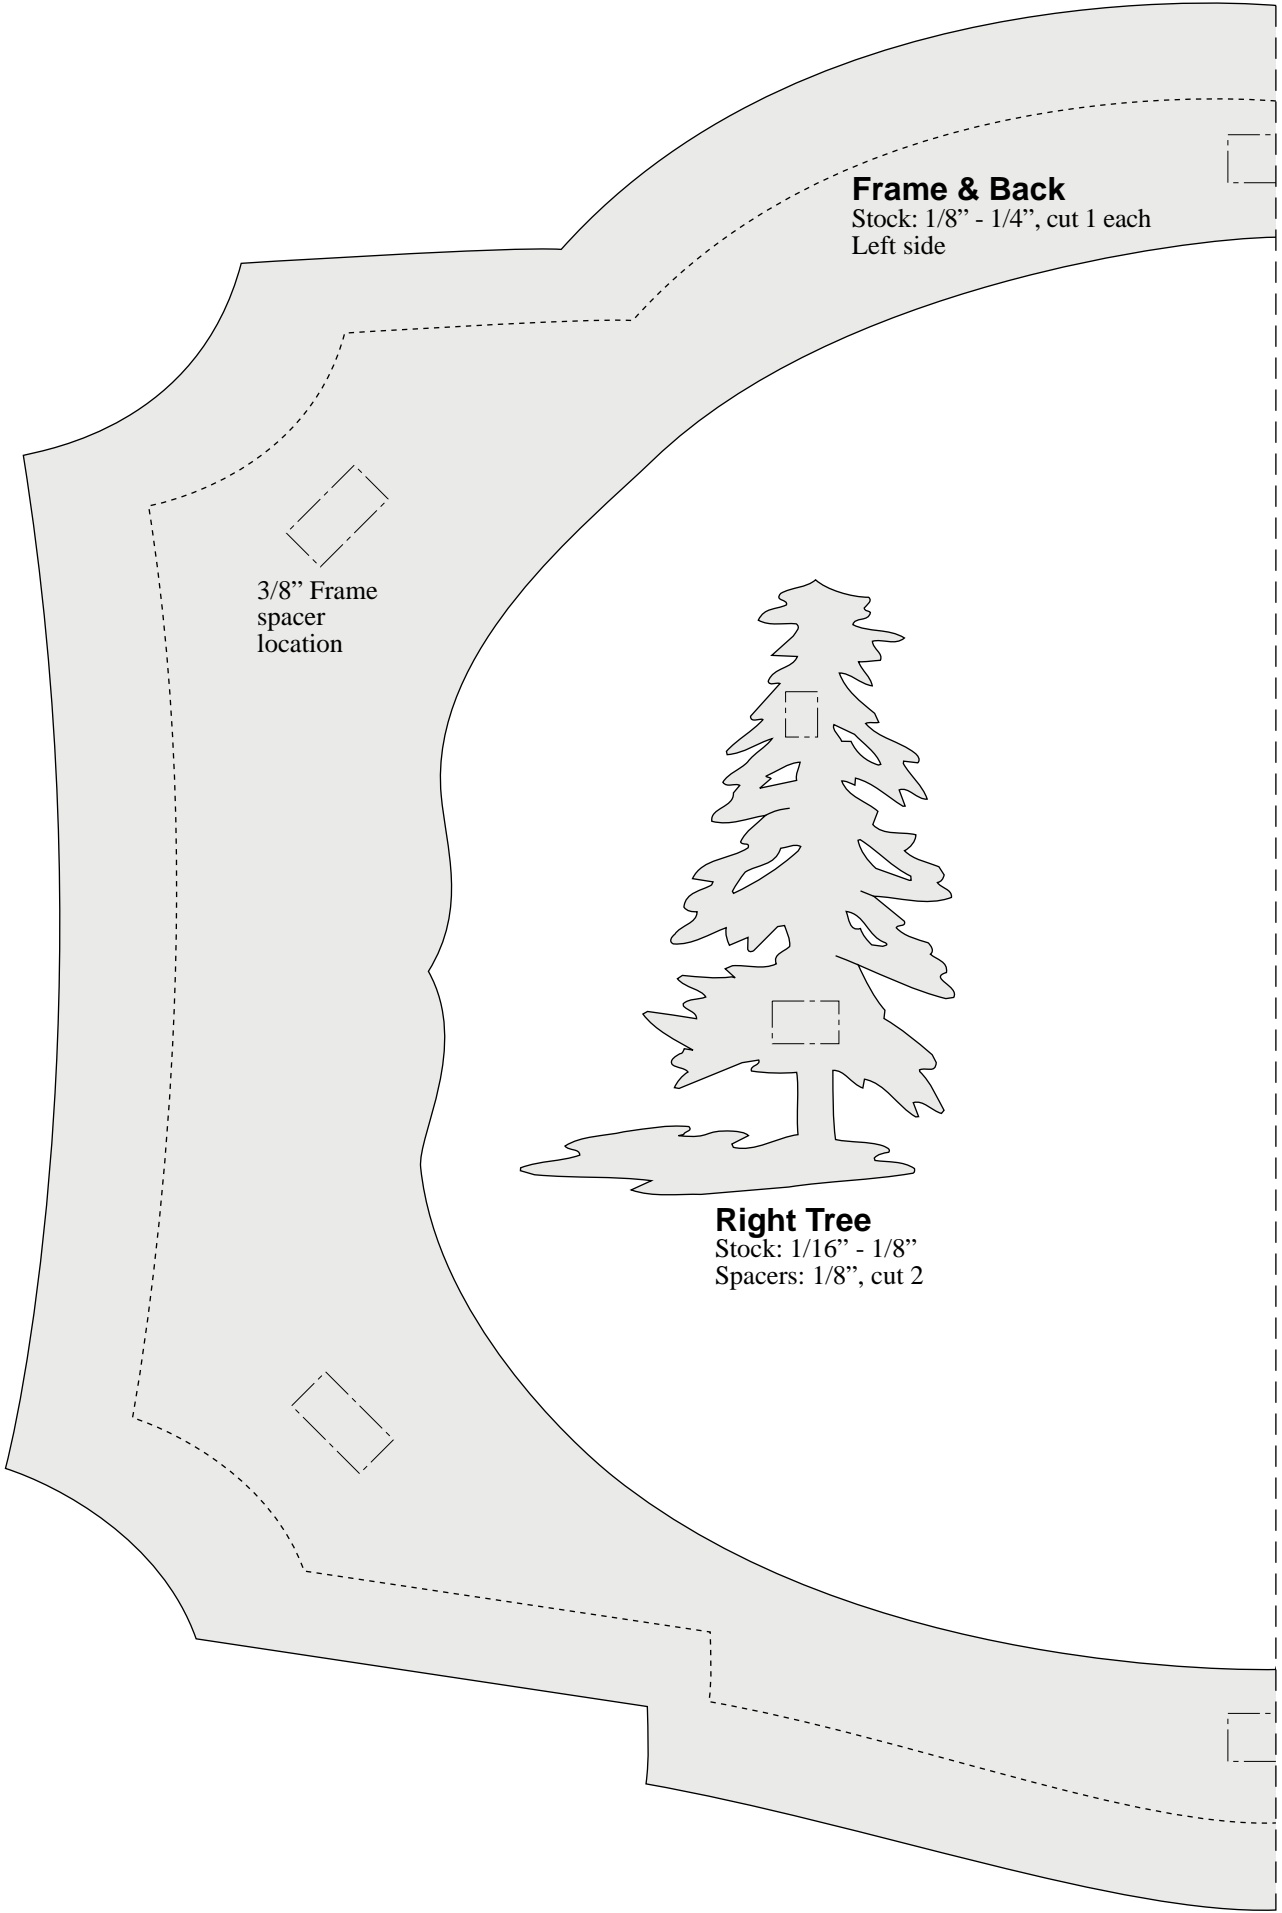 Frame & Back
Stock: 1/8” - 1/4”, cut 1 each
Left side
3/8” Frame
spacer
location
Right Tree
Stock: 1/16” - 1/8”
Spacers: 1/8”, cut 2